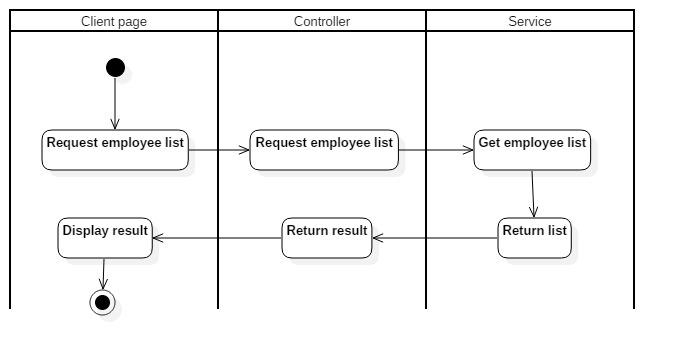 Client page
Controller
Service
Request employee list
Request employee list
Get employee list
Display result
Return result
Return list